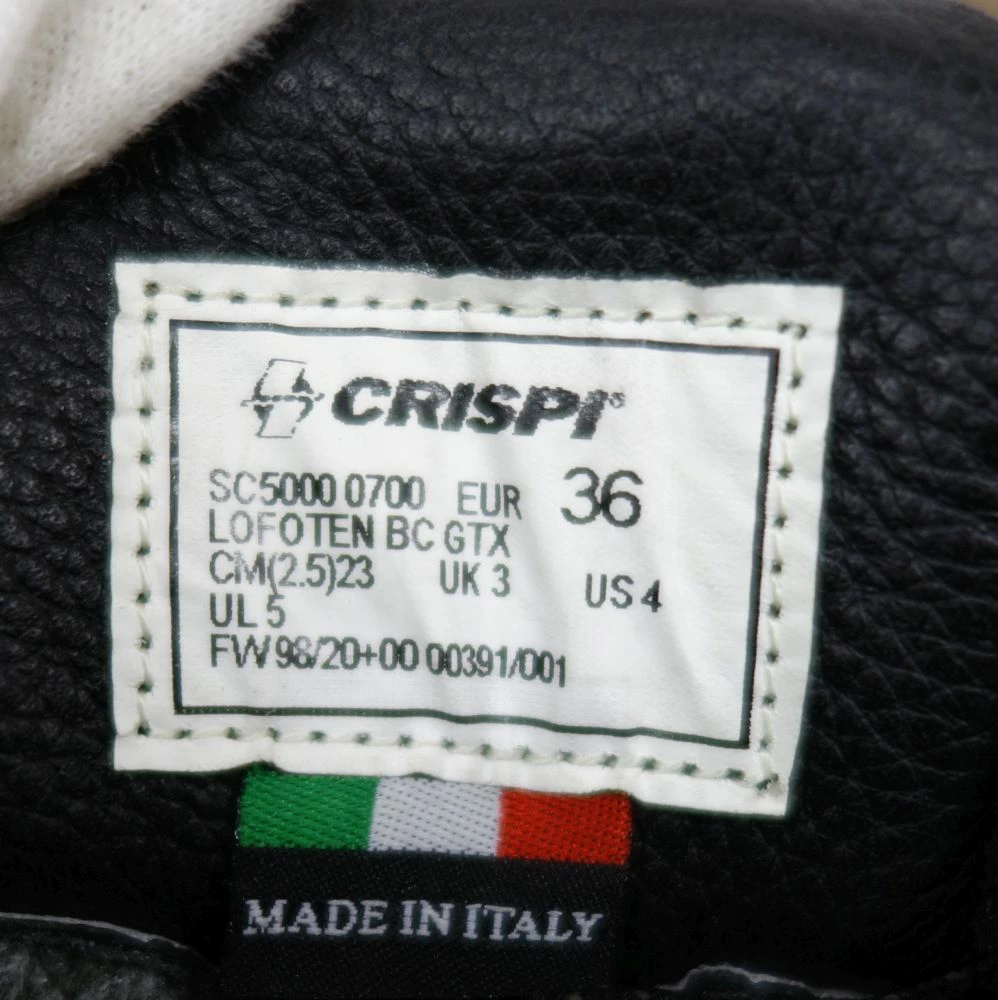 CRISPI®
SC5000 0700 EUR 36
LOFOTEN BC GTX
CM(2.5)23 UK 3 US 4
UL 5
FW 98/20+00 00391/001
MADE IN ITALY